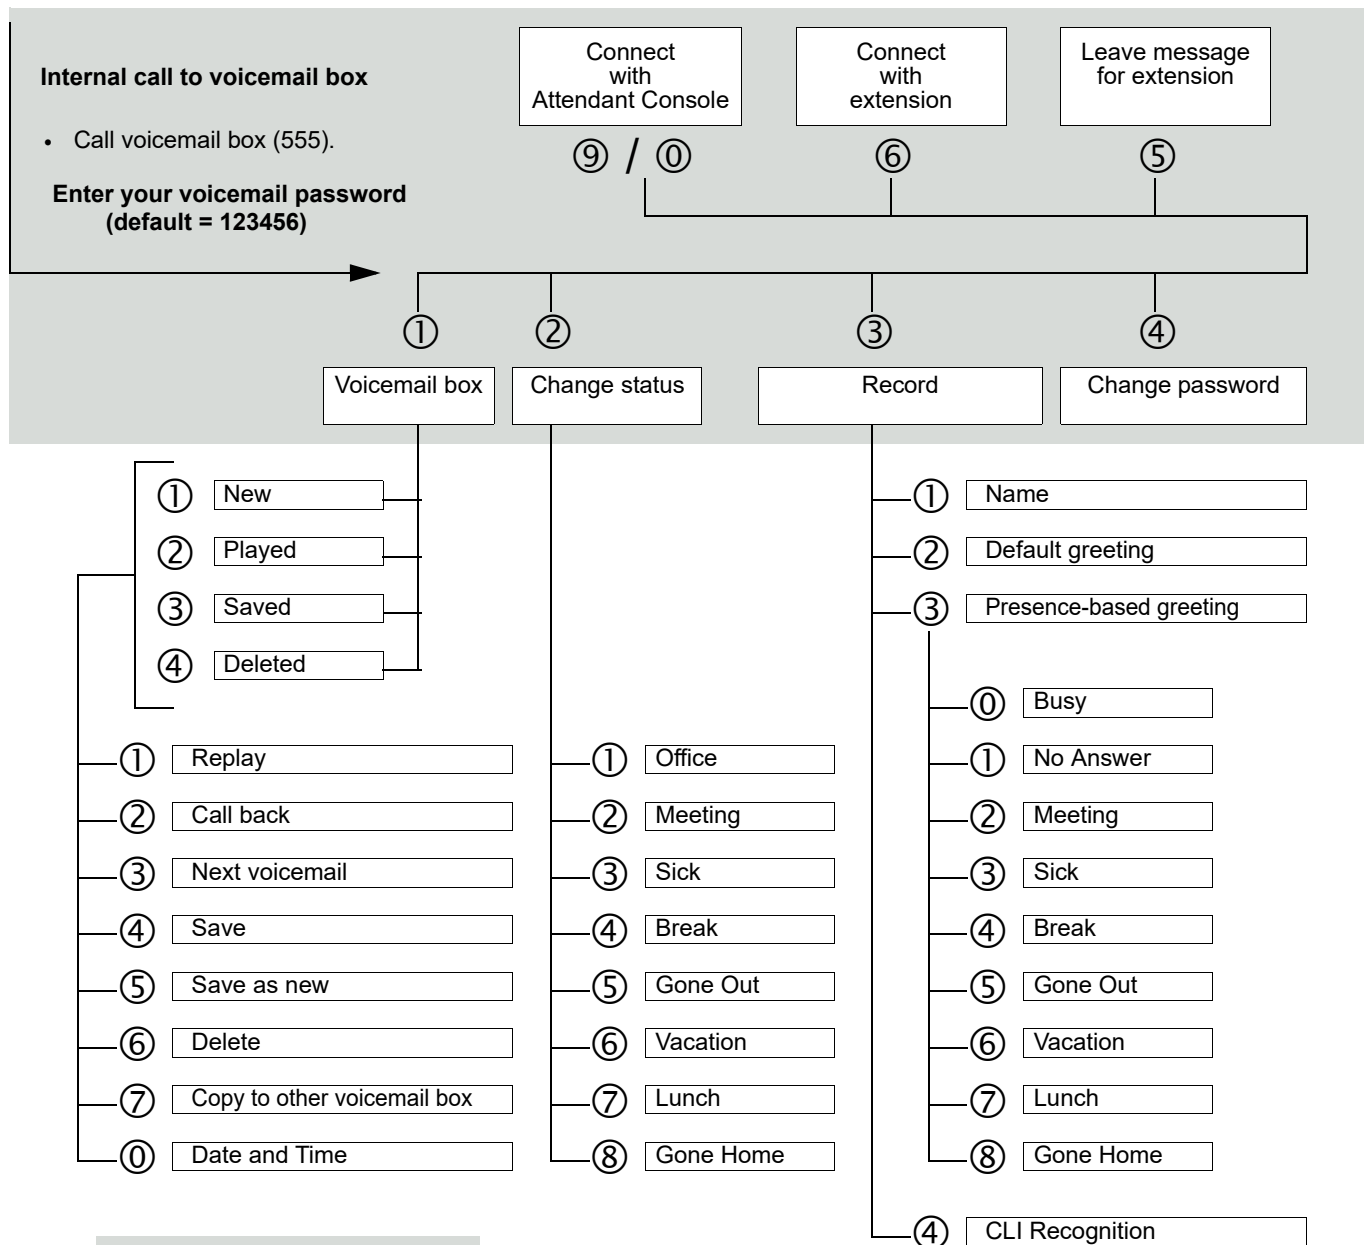 Internal call to voicemail box
• Call voicemail box (555).
Enter your voicemail password
(default = 123456)
Connect
with
Attendant Console
9 / 0
Connect
with
extension
6
Leave message
for extension
5
1
Voicemail box
2
Change status
3
Record
4
Change password
1 New
2 Played
3 Saved
4 Deleted
1 Replay
2 Call back
3 Next voicemail
4 Save
5 Save as new
6 Delete
7 Copy to other voicemail box
0 Date and Time
1 Office
2 Meeting
3 Sick
4 Break
5 Gone Out
6 Vacation
7 Lunch
8 Gone Home
1 Name
2 Default greeting
3 Presence-based greeting
0 Busy
1 No Answer
2 Meeting
3 Sick
4 Break
5 Gone Out
6 Vacation
7 Lunch
8 Gone Home
4 CLI Recognition